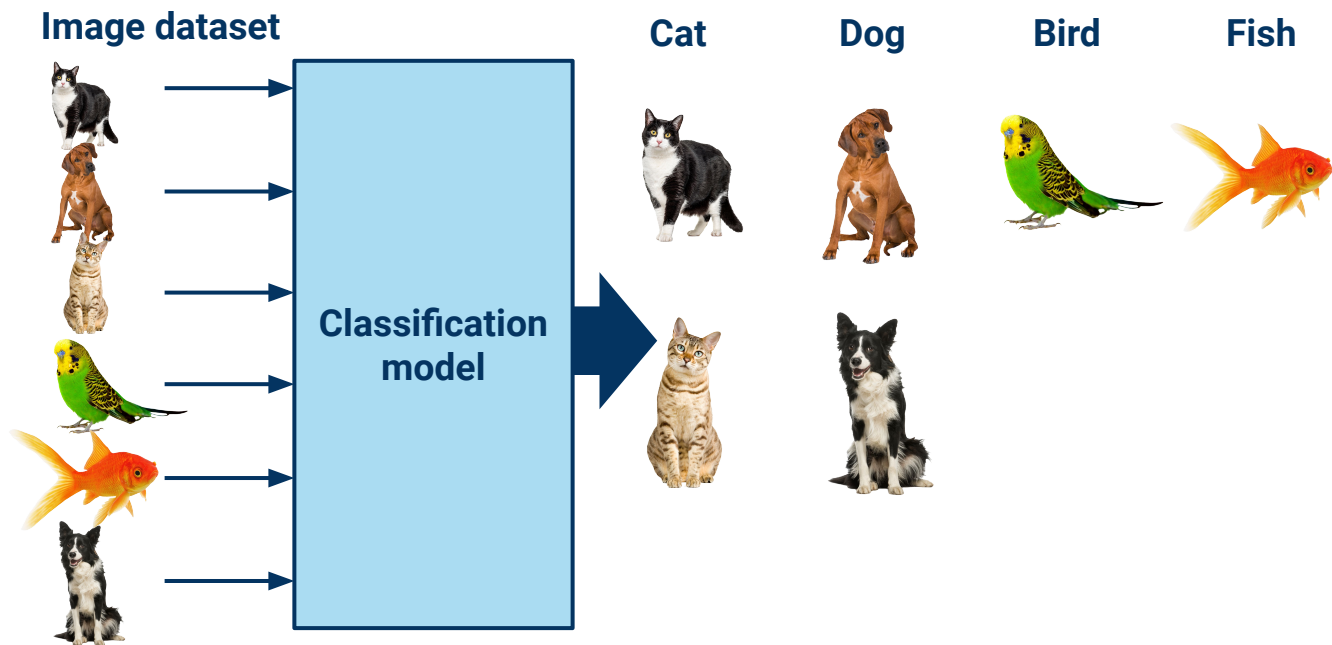 Image dataset
Cat
Dog
Bird
Fish
Classification
model